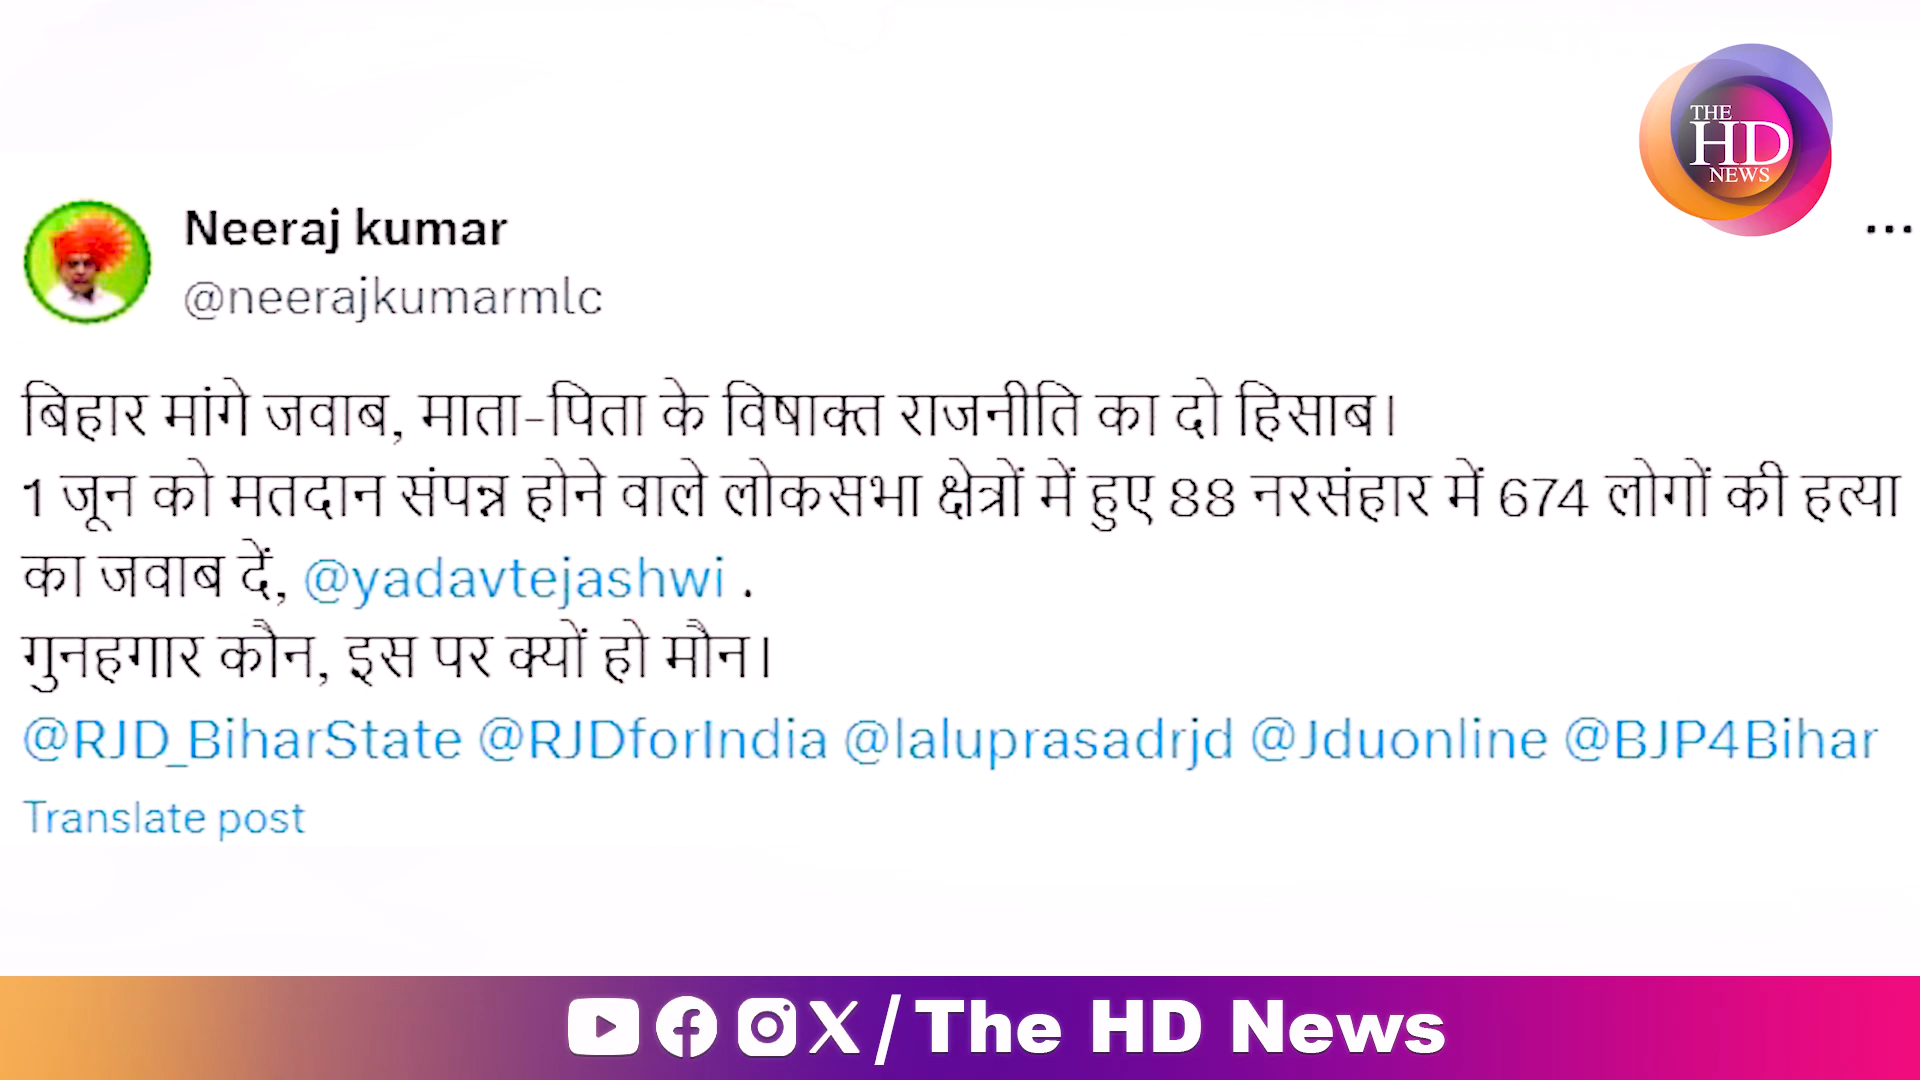 THE
HD
NEWS
Neeraj kumar
...
@neerajkumarmlc
बिहार मांगे जवाब, माता-पिता के विषाक्त राजनीति का दो हिसाब।
1 जून को मतदान संपन्न होने वाले लोकसभा क्षेत्रों में हुए 88 नरसंहार में 674 लोगों की हत्या
का जवाब दें, @yadavtejashwi .
गुनहगार कौन, इस पर क्यों हो मौन।
@RJD_BiharState @RJDforIndia @laluprasadrjd @Jduonline @BJP4Bihar
Translate post
/The HD News